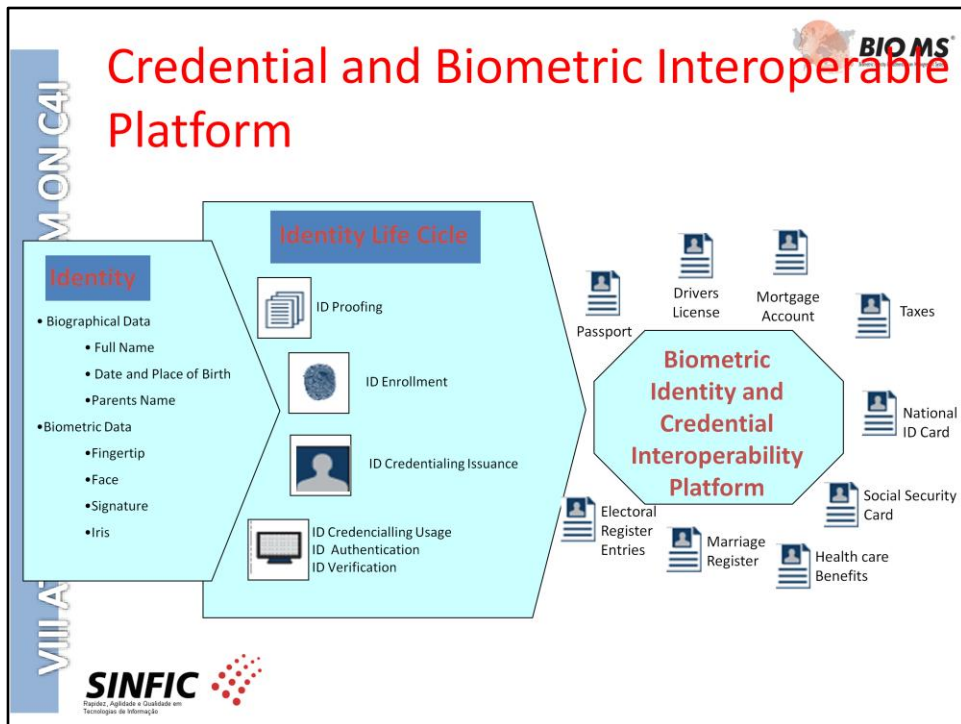 BIO MS®
Credential and Biometric Interoperable
Platform
VIII AT
M ON C4I
Identity
• Biographical Data
• Full Name
• Date and Place of Birth
•Parents Name
•Biometric Data
•Fingertip
•Face
•Signature
•Iris
Identity Life Cicle
ID Proofing
ID Enrollment
ID Credentialing Issuance
ID Credencialling Usage
ID Authentication
ID Verification
Passport
Drivers
License
Mortgage
Account
Taxes
Biometric
Identity and
Credential
Interoperability
Platform
National
ID Card
Social Security
Card
Electoral
Register
Entries
Marriage
Register
Health care
Benefits
SINFIC
Rapidez, Agilidade e Qualidade em
Tecnologias de Informação